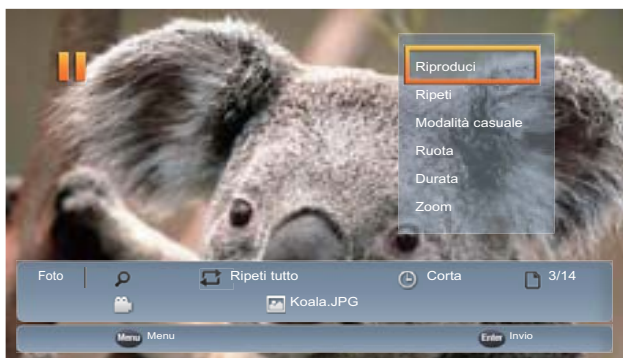 Riproduci
Ripeti
Modalità casuale
Ruota
Durata
Zoom
Foto Ripeti tutto Corta 3/14
Koala.JPG
Menu Menu Enter Invio